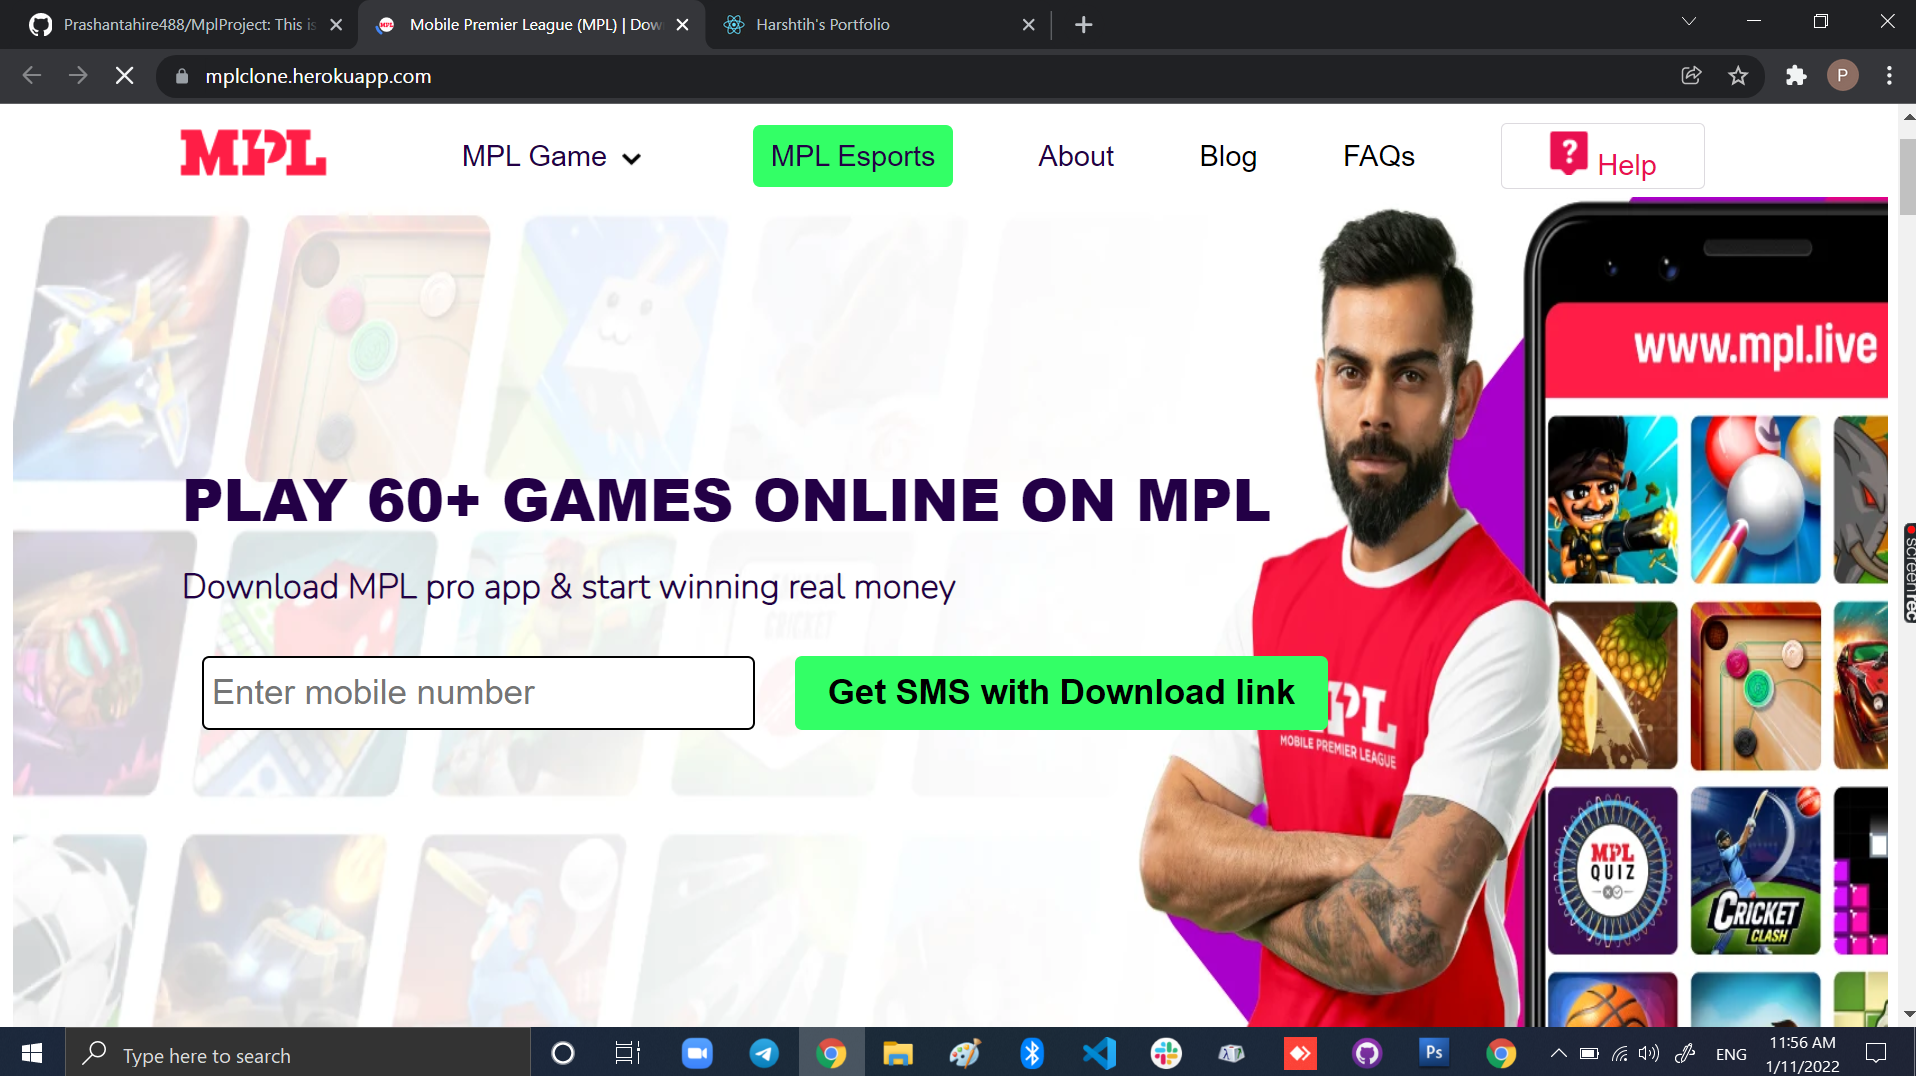 Prashantahire488/MplProject: This is
Mobile Premier League (MPL) | Dow
Harshtih's Portfolio
mplclone.herokuapp.com
P
MPL
MPL Game
MPL Esports
About
Blog
FAQs
? Help
www.mpl.live
PLAY 60+ GAMES ONLINE ON MPL
Download MPL pro app & start winning real money
CRICKET
Enter mobile number
Get SMS with Download link
MPL
MOBILE PREMIER LEAGUE
MPL
QUIZ
CRICKET
CLASH
screenrec
Type here to search
Ps
ENG
11:56 AM
1/11/2022